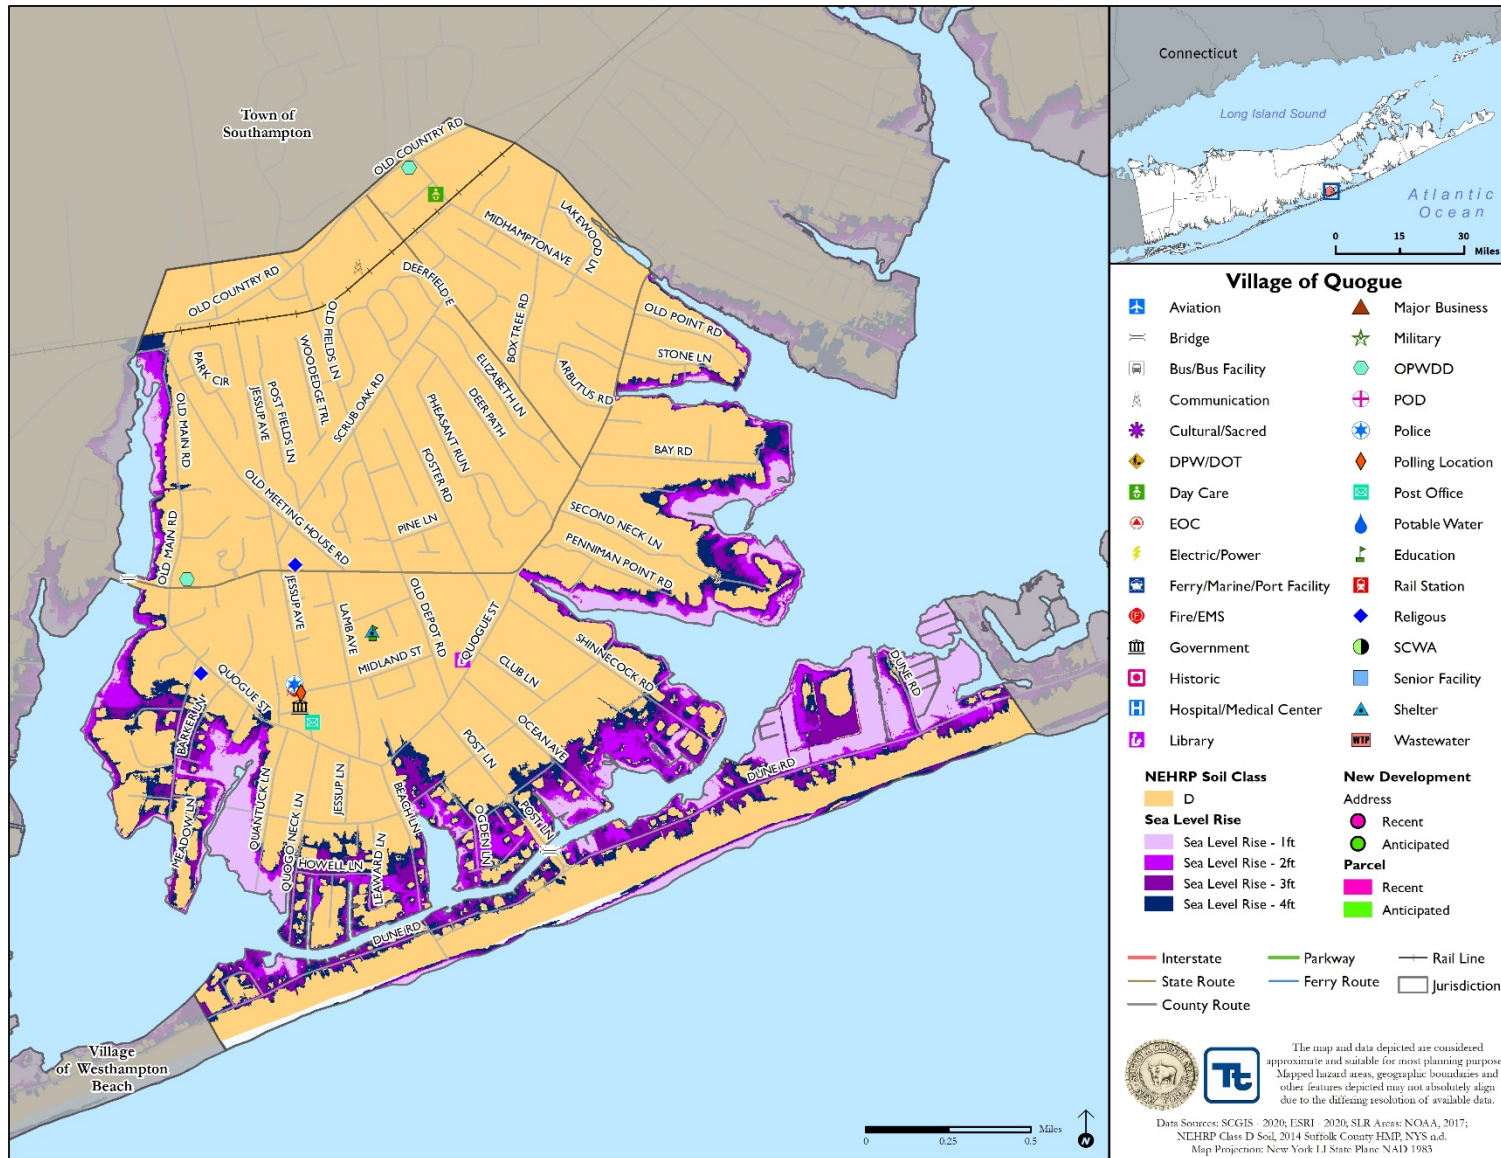 Town of
Southampton
OLD COUNTRY RD
LAKEWOOD LN
MIDHAMPTON AVE
DEERFIELD E
OLD COUNTRY RD
OLD FIELDS LN
BOX TREE RD
OLD POINT RD
STONE LN
WOODEDGE TRL
PARK CIR
JESSUP AVE
POST FIELDS LN
SCRUB OAK RD
ELIZABETH LN
ARBUTUS RD
DEER PATH
PHEASANT RUN
OLD MAIN RD
FOSTER RD
BAY RD
OLD MEETING HOUSE RD
PINE LN
SECOND NECK LN
PENNIMAN POINT RD
OLD MAIN RD
JESSUP AVE
LAMB AVE
OLD DEPOT RD
QUOGUE ST
MIDLAND ST
SHINNECOCK RD
CLUB LN
QUOGUE ST
BARKER LN
OCEAN AVE
POST LN
DUNE RD
DUNE RD
MEADOW LN
QUANTUCK LN
QUOGO NECK LN
JESSUP LN
BEACH LN
OGDEN LN
POST LN
HOWELL LN
LEAWARD LN
DUNE RD
Village
of Westhampton
Beach
Miles
0 0.25 0.5
N
Connecticut
Long Island Sound
Atlantic
Ocean
0 15 30
Miles
Village of Quogue
Aviation
Bridge
Bus/Bus Facility
Communication
Cultural/Sacred
DPW/DOT
Day Care
EOC
Electric/Power
Ferry/Marine/Port Facility
Fire/EMS
Government
Historic
Hospital/Medical Center
Library
Major Business
Military
OPWDD
POD
Police
Polling Location
Post Office
Potable Water
Education
Rail Station
Religous
SCWA
Senior Facility
Shelter
WTP Wastewater
NEHRP Soil Class
D
Sea Level Rise
Sea Level Rise - 1ft
Sea Level Rise - 2ft
Sea Level Rise - 3ft
Sea Level Rise - 4ft
New Development
Address
Recent
Anticipated
Parcel
Recent
Anticipated
Interstate
State Route
County Route
Parkway
Ferry Route
Rail Line
Jurisdiction
Tt
The map and data depicted are considered
approximate and suitable for most planning purpose
Mapped hazard areas, geographic boundaries and
other features depicted may not absolutely align
due to the differing resolution of available data.
Data Sources: SCGIS - 2020; ESRI - 2020; SLR Areas: NOAA, 2017;
NEHRP Class D Soil, 2014 Suffolk County HMP, NYS n.d.
Map Projection: New York LI State Plane NAD 1983